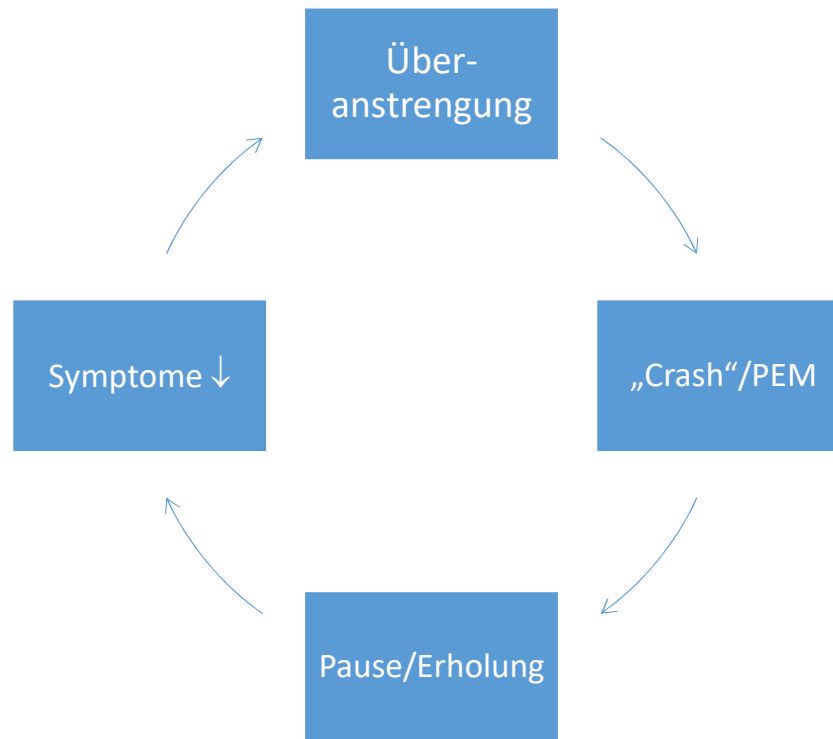 Über-
anstrengung
„Crash“/PEM
Pause/Erholung
Symptome ↓